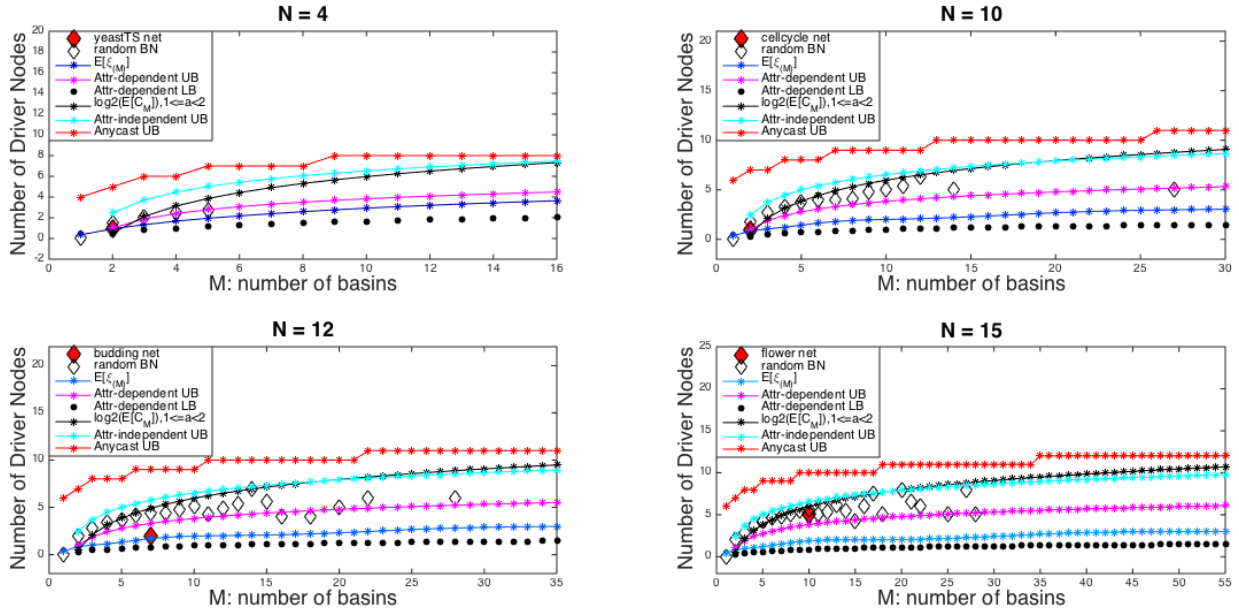 N = 4
Number of Driver Nodes
20
18
16
14
12
10
8
6
4
2
0
-2
yeastTS net
random BN
E[ξ(M)]
Attr-dependent UB
Attr-dependent LB
log2(E[CM]),1<=a<2
Attr-independent UB
Anycast UB
0 2 4 6 8 10 12 14 16
M: number of basins
N = 10
Number of Driver Nodes
20
15
10
5
0
cellcycle net
random BN
E[ξ(M)]
Attr-dependent UB
Attr-dependent LB
log2(E[CM]),1<=a<2
Attr-independent UB
Anycast UB
0 5 10 15 20 25 30
M: number of basins
N = 12
Number of Driver Nodes
20
15
10
5
0
budding net
random BN
E[ξ(M)]
Attr-dependent UB
Attr-dependent LB
log2(E[CM]),1<=a<2
Attr-independent UB
Anycast UB
5 10 15 20 25 30 35
M: number of basins
N = 15
Number of Driver Nodes
25
20
15
10
5
0
flower net
random BN
E[ξ(M)]
Attr-dependent UB
Attr-dependent LB
log2(E[CM]),1<=a<2
Attr-independent UB
Anycast UB
0 5 10 15 20 25 30 35 40 45 50 55
M: number of basins